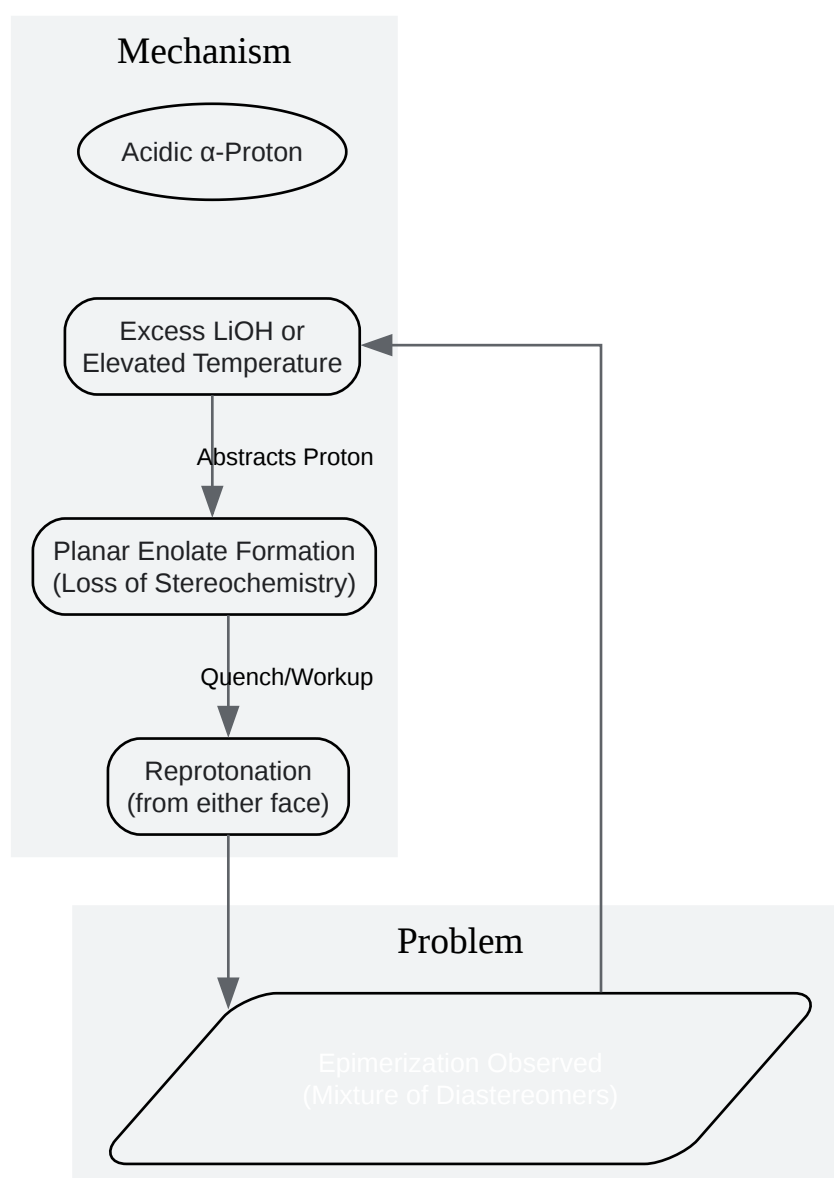 Mechanism
Acidic α-Proton
Excess LiOH or
Elevated Temperature
Abstracts Proton
Planar Enolate Formation
(Loss of Stereochemistry)
Quench/Workup
Reprotonation
(from either face)
Problem
Epimerization Observed
(Mixture of Diastereomers)